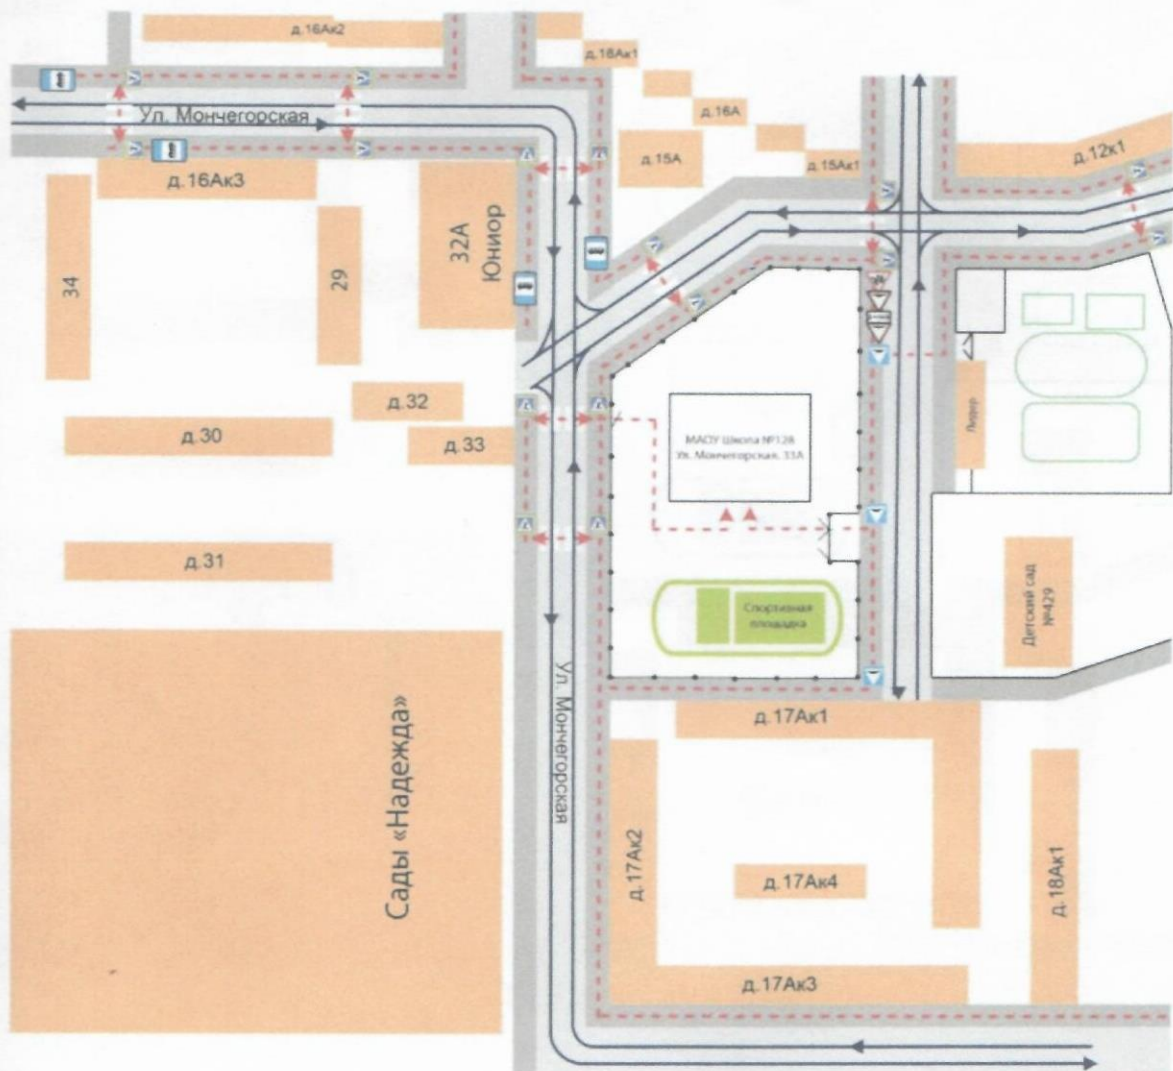 д.16Ак2
д.16Ак1
Ул. Мончегорская
д.16А
д.15А
д.15Ак1
д.12к1
д.16Ак3
32А
Юниор
34
29
д.32
д.30
д.33
Лидер
МАОУ Школа №128
Ул. Мончегорская, 33А
д.31
Детский сад
№429
Спортивная
площадка
Ул. Мончегорская
Сады «Надежда»
д.17Ак1
д.17Ак2
д.17Ак4
д.18Ак1
д.17Ак3